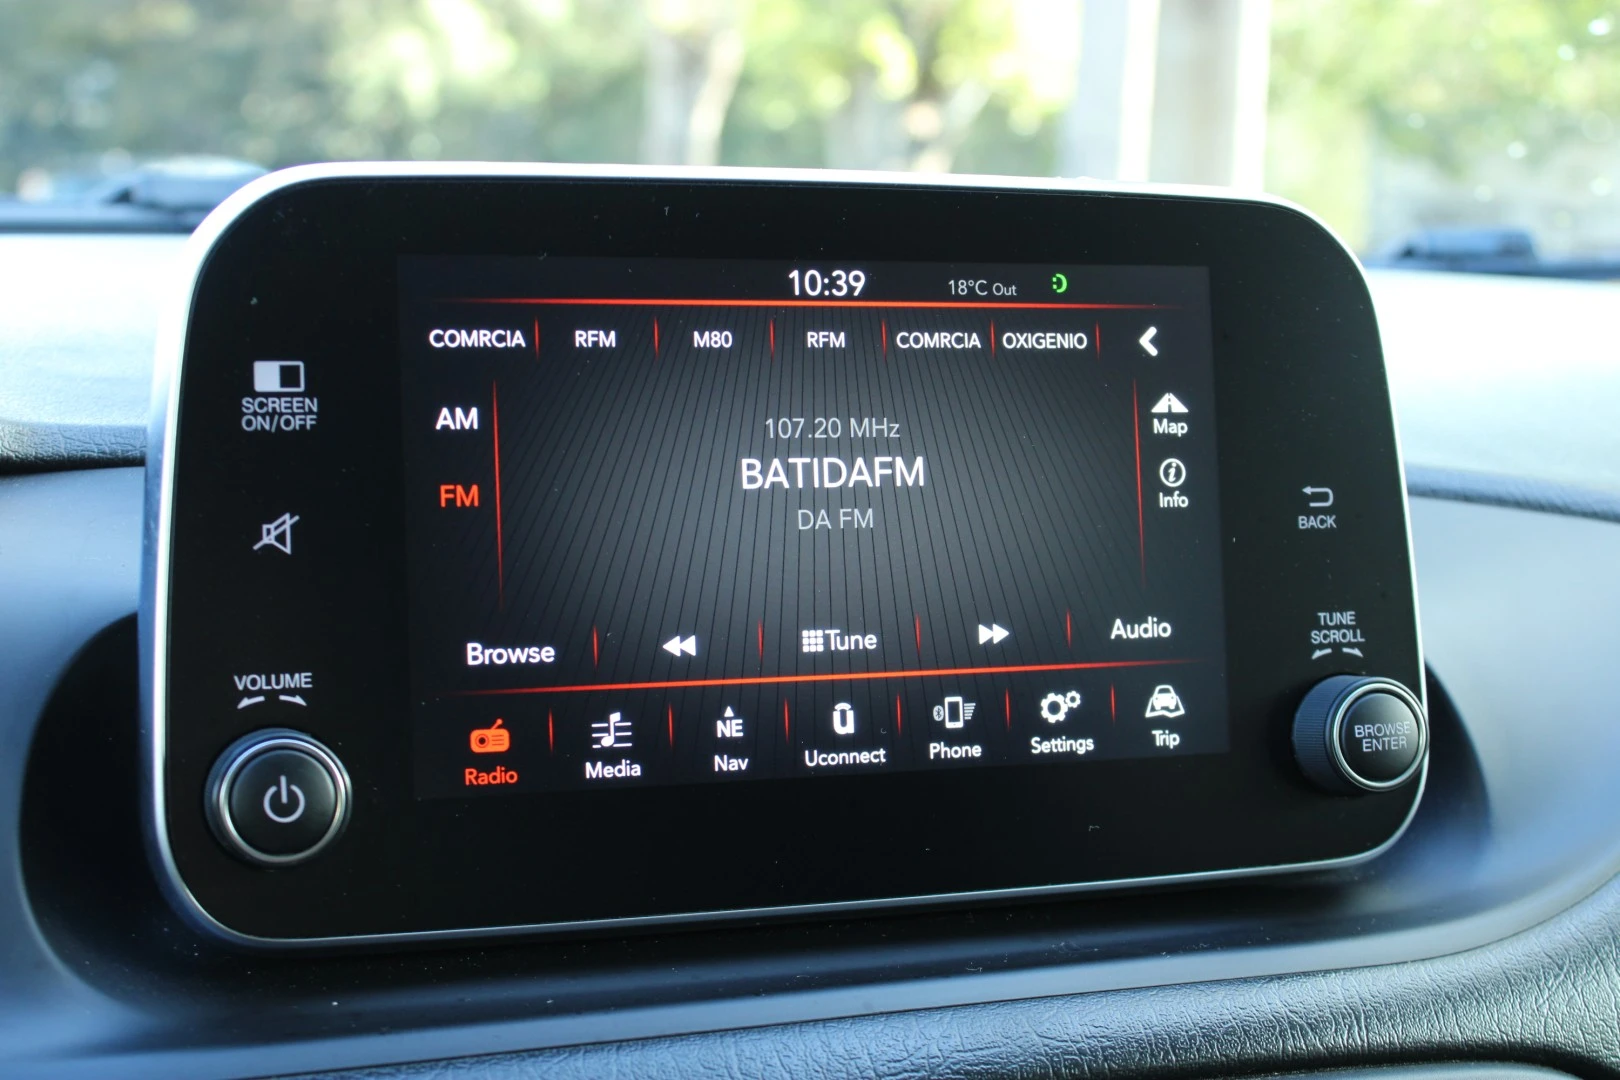 10:39
18°C Out
COMRCIA
RFM
M80
RFM
COMRCIA
OXIGENIO
SCREEN
ON/OFF
AM
FM
107.20 MHz
BATIDAFM
DA FM
Map
Info
BACK
VOLUME
Browse
Tune
Audio
TUNE
SCROLL
Radio
Media
NE
Nav
Uconnect
Phone
Settings
Trip
BROWSE
ENTER